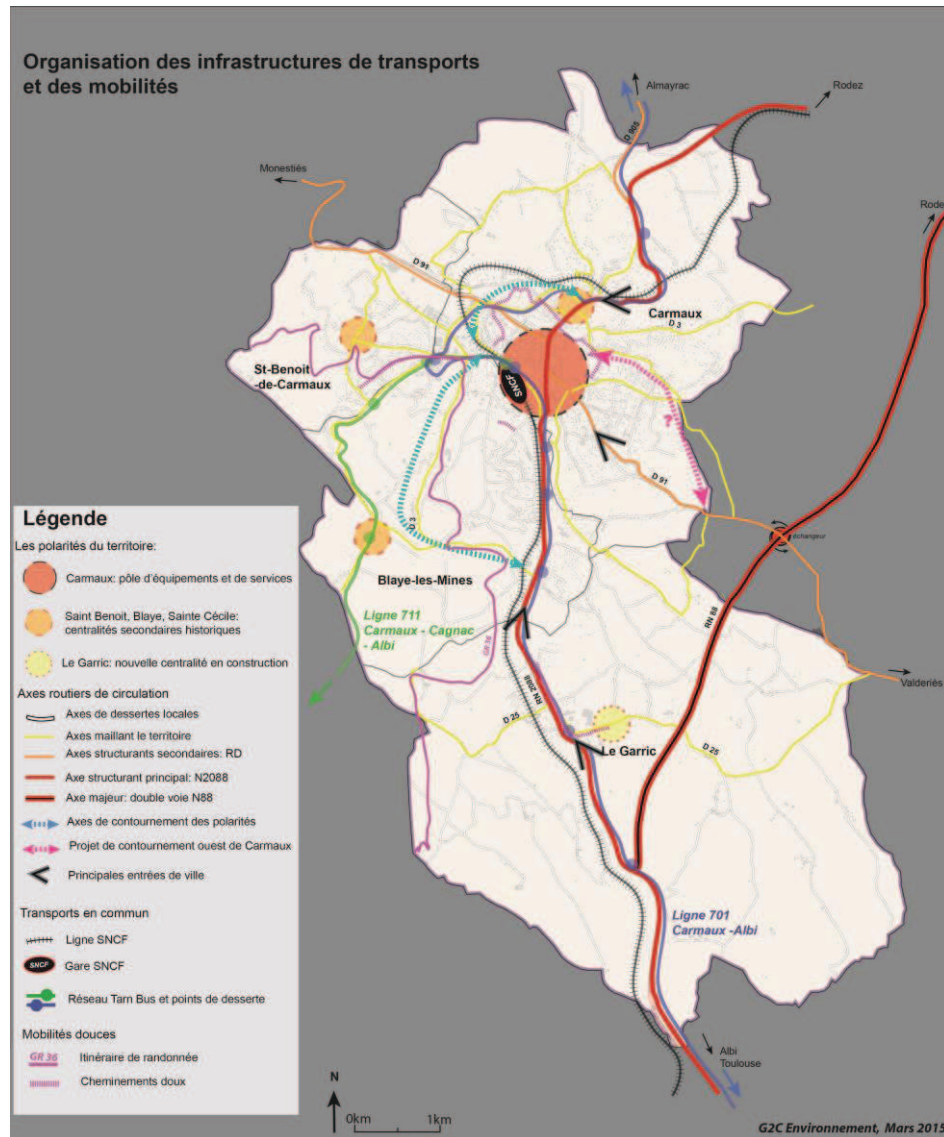 Organisation des infrastructures de transports
et des mobilités
Almayrac
Rodez
D 905
Monestiés
Rode
D 91
Carmaux
D 3
St-Benoit
-de-Carmaux
SNCF
?
D 91
échangeur
D 3
Blaye-les-Mines
Ligne 711
Carmaux - Cagnac
- Albi
GR 36
RN 88
RN 2088
Valderiès
D 25
Le Garric
D 25
Ligne 701
Carmaux -Albi
Albi
Toulouse
Légende
Les polarités du territoire:
Carmaux: pôle d'équipements et de services
Saint Benoit, Blaye, Sainte Cécile:
centralités secondaires historiques
Le Garric: nouvelle centralité en construction
Axes routiers de circulation
Axes de dessertes locales
Axes maillant le territoire
Axes structurants secondaires: RD
Axe structurant principal: N2088
Axe majeur: double voie N88
Axes de contournement des polarités
Projet de contournement ouest de Carmaux
Principales entrées de ville
Transports en commun
Ligne SNCF
SNCF
Gare SNCF
Réseau Tarn Bus et points de desserte
Mobilités douces
GR 36
Itinéraire de randonnée
Cheminements doux
N
0km
1km
G2C Environnement, Mars 2015